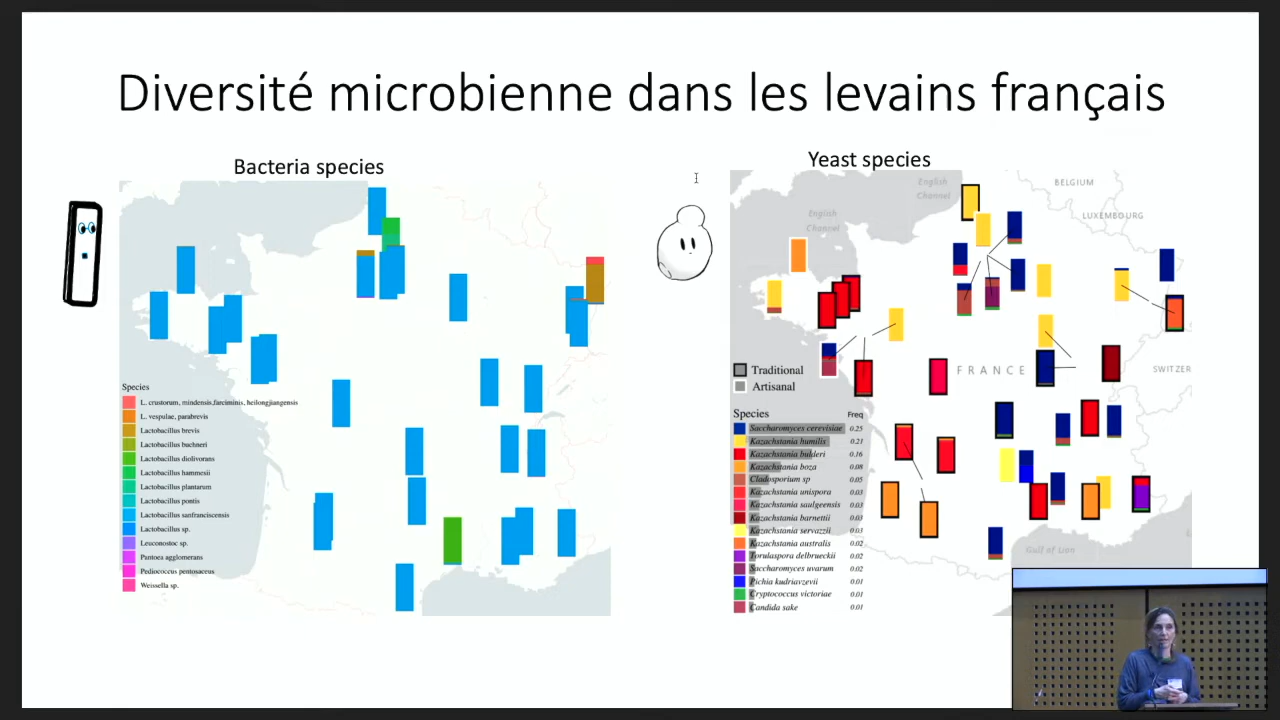 Diversité microbienne dans les levains français
Bacteria species
Species
L. crustorum, mindensis,farciminis, heilongjiangensis
L. vespulae, parabrevis
Lactobacillus brevis
Lactobacillus buchneri
Lactobacillus diolivorans
Lactobacillus hammesii
Lactobacillus plantarum
Lactobacillus pontis
Lactobacillus sanfranciscensis
Lactobacillus sp.
Leuconostoc sp.
Pantoea agglomerans
Pediococcus pentosaceus
Weissella sp.
Yeast species
English
Channel
BELGIUM
English
Channel
LUXEMBOURG
FRANCE
SWITZER
Traditional
Artisanal
Species Freq
Saccharomyces cerevisiae 0.25
Kazachstania humilis 0.21
Kazachstania bulderi 0.16
Kazachstania boza 0.08
Cladosporium sp 0.05
Kazachstania unispora 0.03
Kazachstania saulgeensis 0.03
Kazachstania barnettii 0.03
Kazachstania servazzii 0.03
Kazachstania australis 0.02
Torulaspora delbrueckii 0.02
Saccharomyces uvarum 0.02
Pichia kudriavzevii 0.01
Cryptococcus victoriae 0.01
Candida sake 0.01
Gulf of Lion